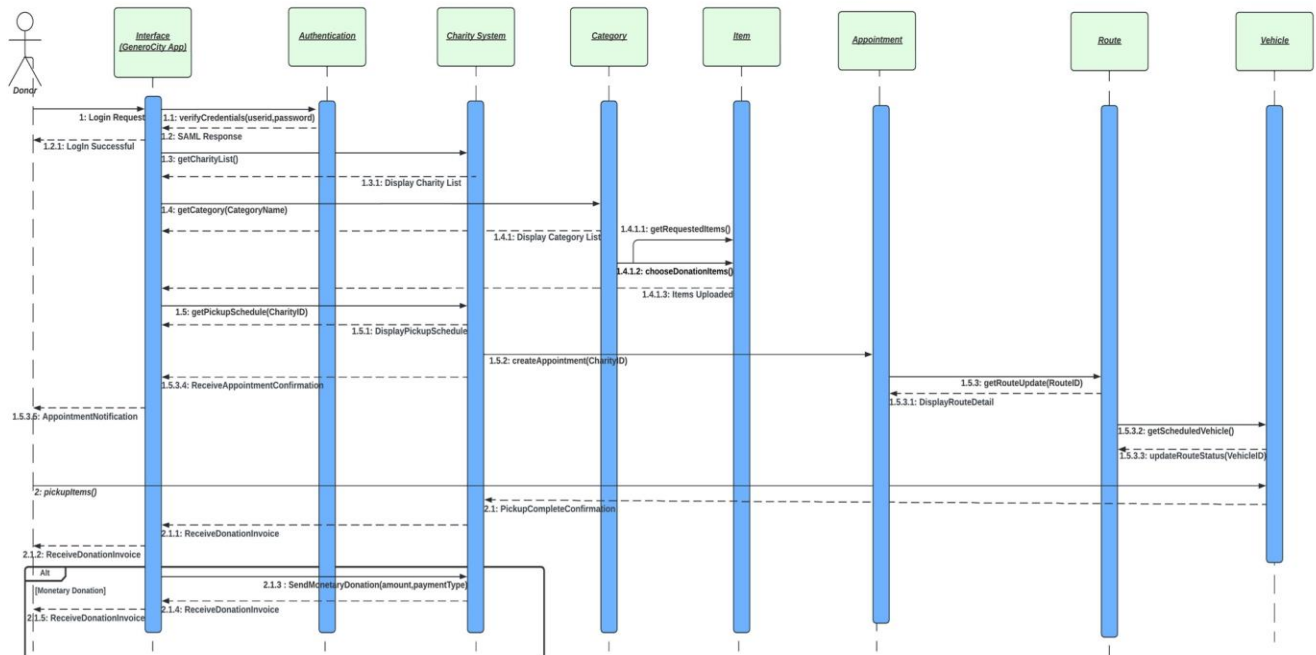 Interface
(GeneroCity App)
Authentication
Charity System
Category
Item
Appointment
Route
Vehicle
Donor
1: Login Request
1.1: verifyCredentials(userid,password)
1.2: SAML Response
1.2.1: LogIn Successful
1.3: getCharityList()
1.3.1: Display Charity List
1.4: getCategory(CategoryName)
1.4.1.1: getRequestedItems()
1.4.1: Display Category List
1.4.1.2: chooseDonationItems()
1.4.1.3: Items Uploaded
1.5: getPickupSchedule(CharityID)
1.5.1: DisplayPickupSchedule
1.5.2: createAppointment(CharityID)
1.5.3.4: ReceiveAppointmentConfirmation
1.5.3: getRouteUpdate(RouteID)
1.5.3.1: DisplayRouteDetail
1.5.3.5: AppointmentNotification
1.5.3.2: getScheduledVehicle()
1.5.3.3: updateRouteStatus(VehicleID)
2: pickupItems()
2.1: PickupCompleteConfirmation
2.1.1: ReceiveDonationInvoice
2.1.2: ReceiveDonationInvoice
Alt
2.1.3 : SendMonetaryDonation(amount,paymentType)
[Monetary Donation]
2.1.4: ReceiveDonationInvoice
2.1.5: ReceiveDonationInvoice